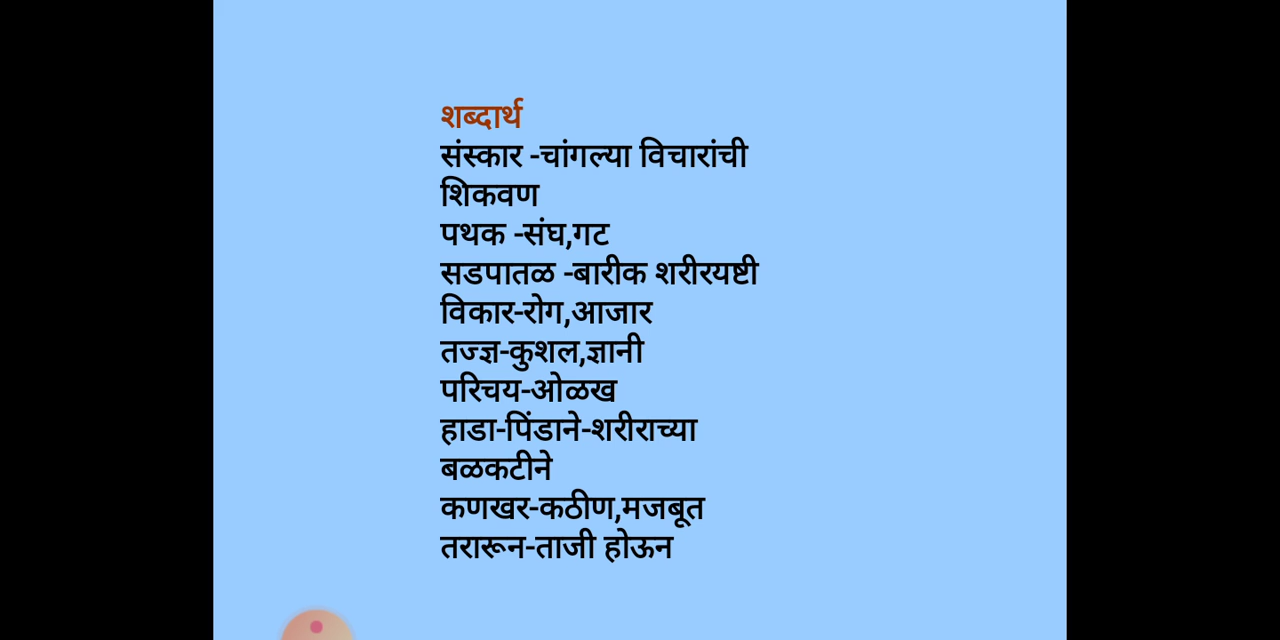 शब्दार्थ
संस्कार -चांगल्या विचारांची
शिकवण
पथक -संघ,गट
सडपातळ -बारीक शरीरयष्टी
विकार-रोग,आजार
तज्ज्ञ-कुशल,ज्ञानी
परिचय-ओळख
हाडा-पिंडाने-शरीराच्या
बळकटीने
कणखर-कठीण,मजबूत
तरारून-ताजी होऊन